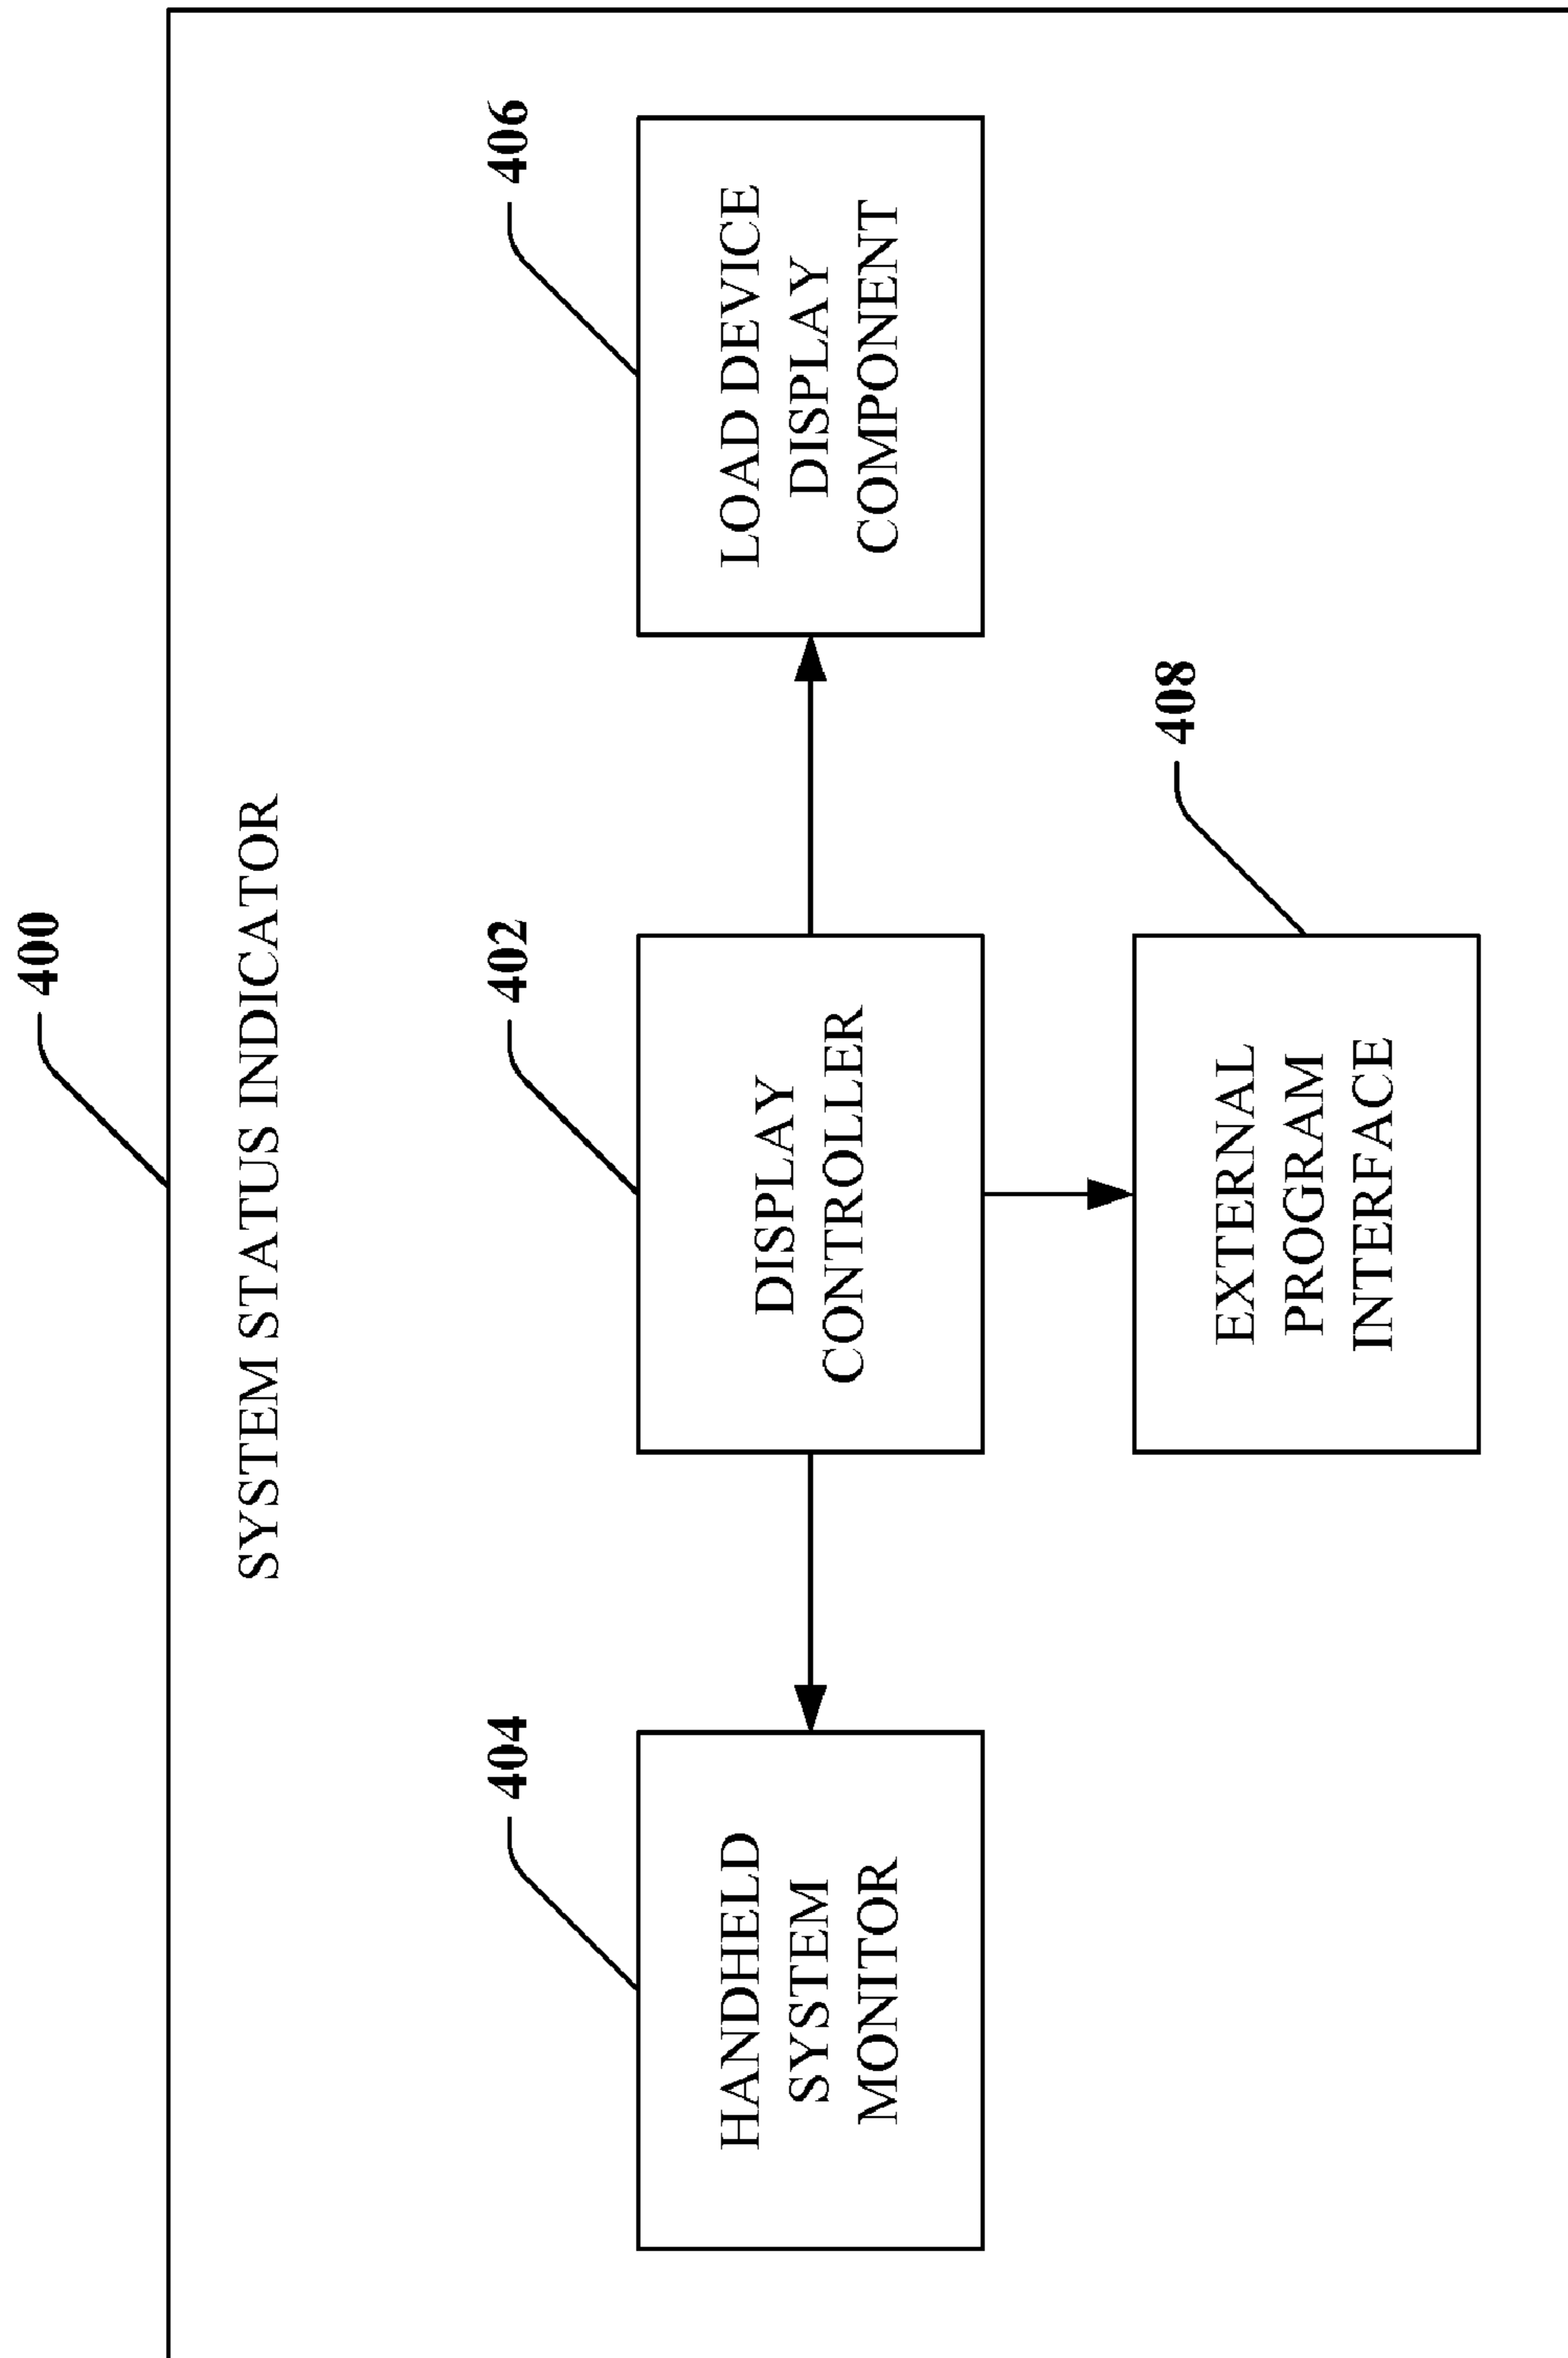 400
SYSTEM STATUS INDICATOR
404
HANDHELD
SYSTEM
MONITOR
402
DISPLAY
CONTROLLER
406
LOAD DEVICE
DISPLAY
COMPONENT
408
EXTERNAL
PROGRAM
INTERFACE